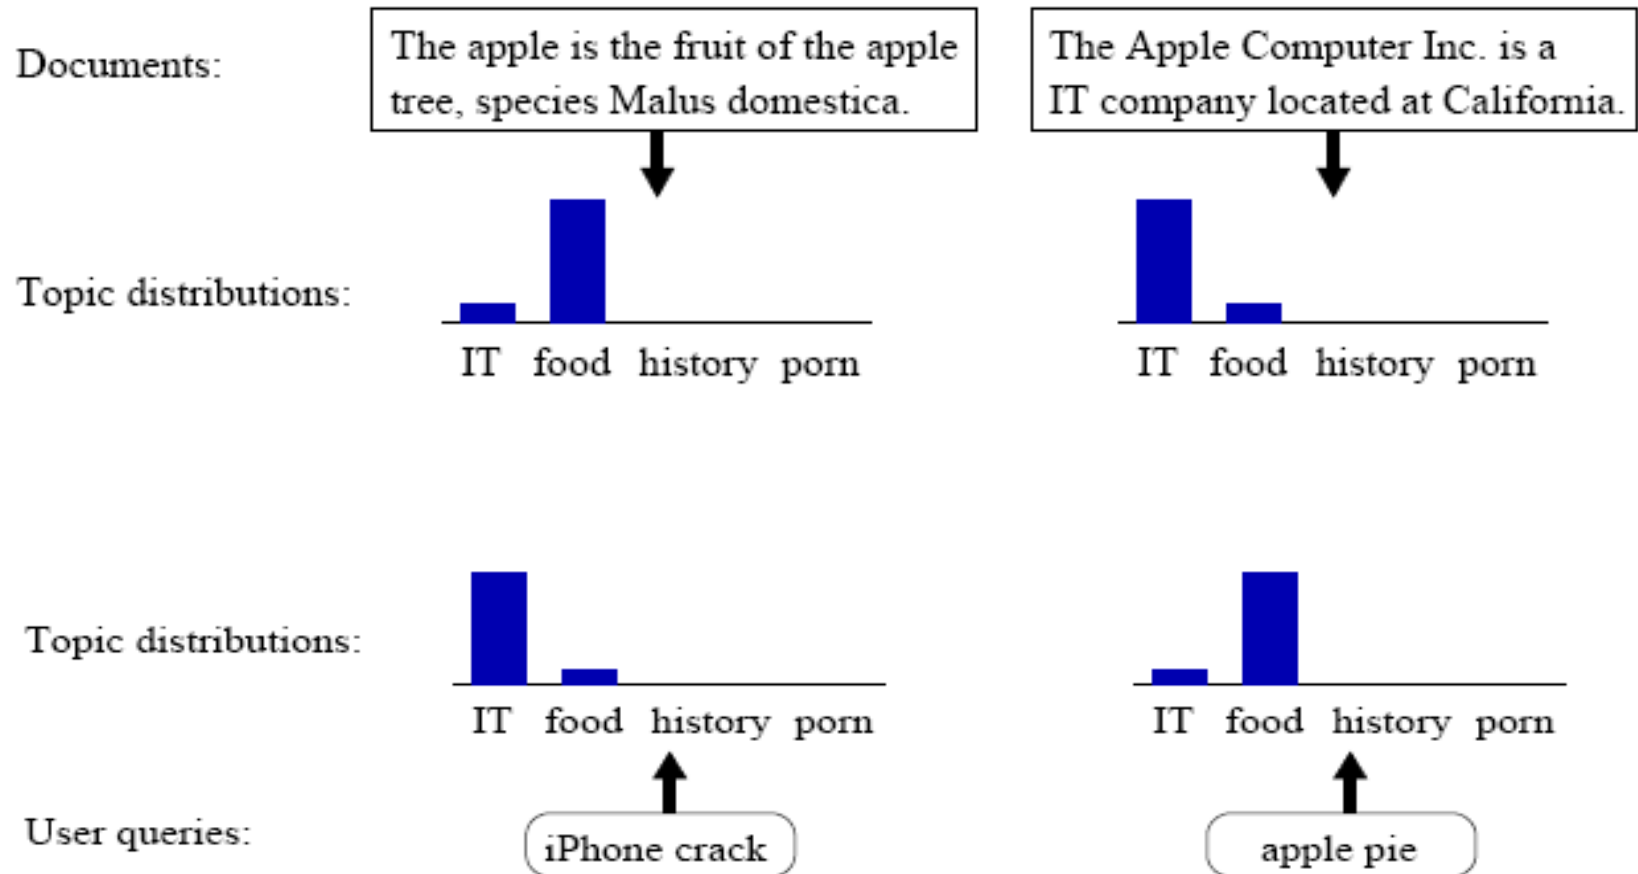 Documents:
The apple is the fruit of the apple
tree, species Malus domestica.
The Apple Computer Inc. is a
IT company located at California.
Topic distributions:
IT food history porn
IT food history porn
Topic distributions:
IT food history porn
IT food history porn
User queries:
iPhone crack
apple pie